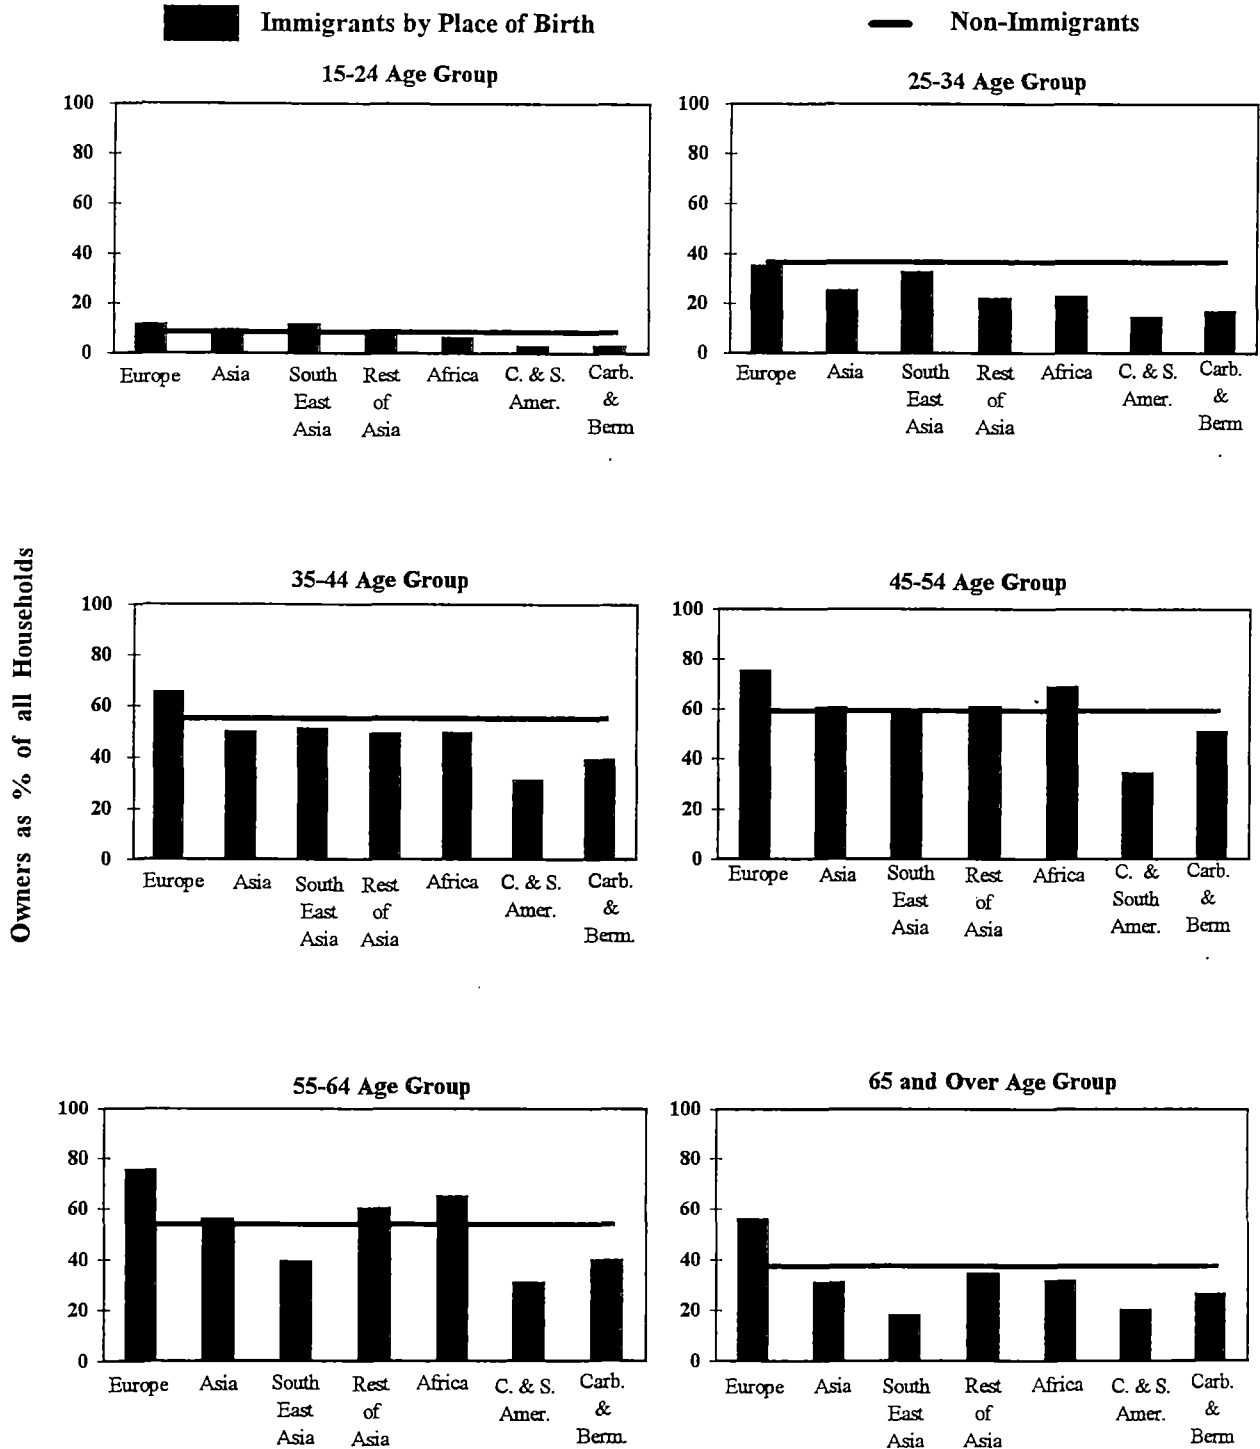 Immigrants by Place of Birth
Non-Immigrants
Owners as % of all Households
15-24 Age Group
100
80
60
40
20
0
Europe
Asia
South
East
Asia
Rest
of
Asia
Africa
C. & S.
Amer.
Carb.
&
Berm
25-34 Age Group
100
80
60
40
20
0
Europe
Asia
South
East
Asia
Rest
of
Asia
Africa
C. & S.
Amer.
Carb.
&
Berm
35-44 Age Group
100
80
60
40
20
0
Europe
Asia
South
East
Asia
Rest
of
Asia
Africa
C. & S.
Amer.
Carb.
&
Berm.
45-54 Age Group
100
80
60
40
20
0
Europe
Asia
South
East
Asia
Rest
of
Asia
Africa
C. &
South
Amer.
Carb.
&
Berm
55-64 Age Group
100
80
60
40
20
0
Europe
Asia
South
East
Asia
Rest
of
Asia
Africa
C. & S.
Amer.
Carb.
&
Berm.
65 and Over Age Group
100
80
60
40
20
0
Europe
Asia
South
East
Asia
Rest
of
Asia
Africa
C. & S.
Amer.
Carb.
&
Berm